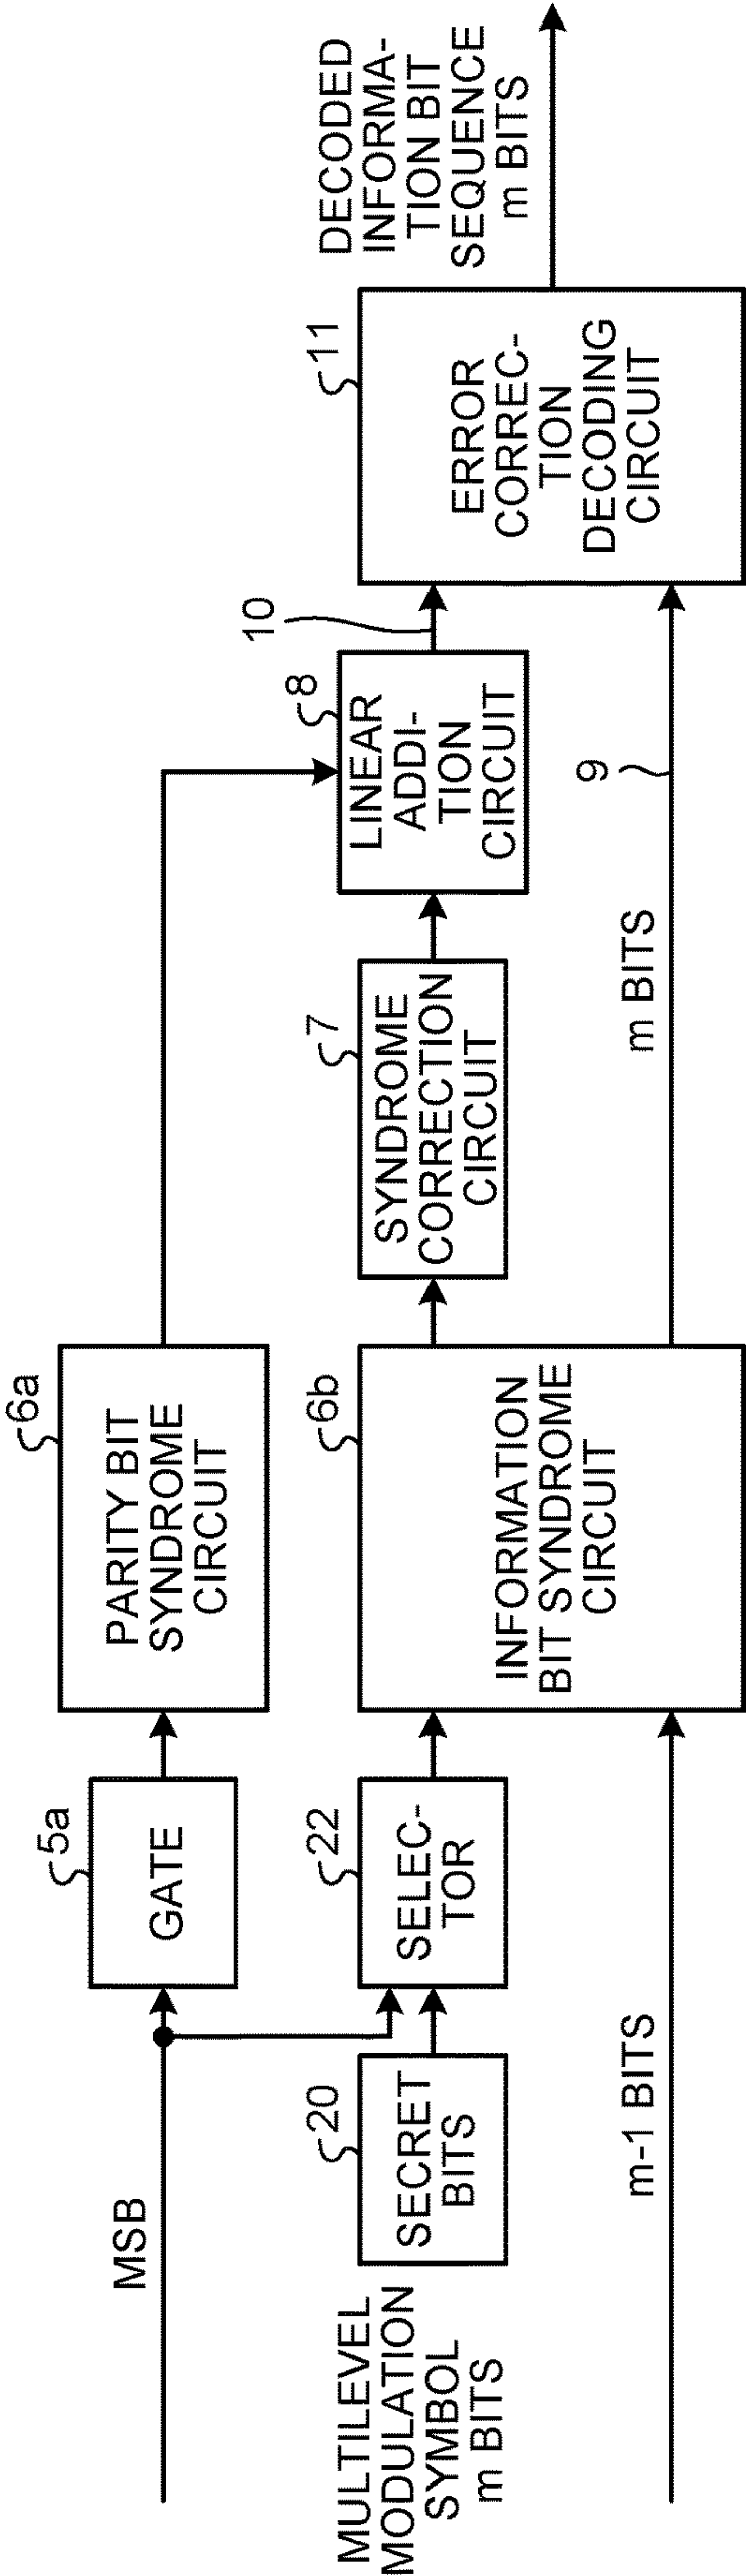 MULTILEVEL
MODULATION
SYMBOL
m BITS
MSB
m-1 BITS
5a
GATE
20
SECRET
BITS
22
SELEC-
TOR
6a
PARITY BIT
SYNDROME
CIRCUIT
6b
INFORMATION
BIT SYNDROME
CIRCUIT
7
SYNDROME
CORRECTION
CIRCUIT
m BITS
9
8
LINEAR
ADDI-
TION
CIRCUIT
10
11
ERROR
CORREC-
TION
DECODING
CIRCUIT
DECODED
INFORMA-
TION BIT
SEQUENCE
m BITS